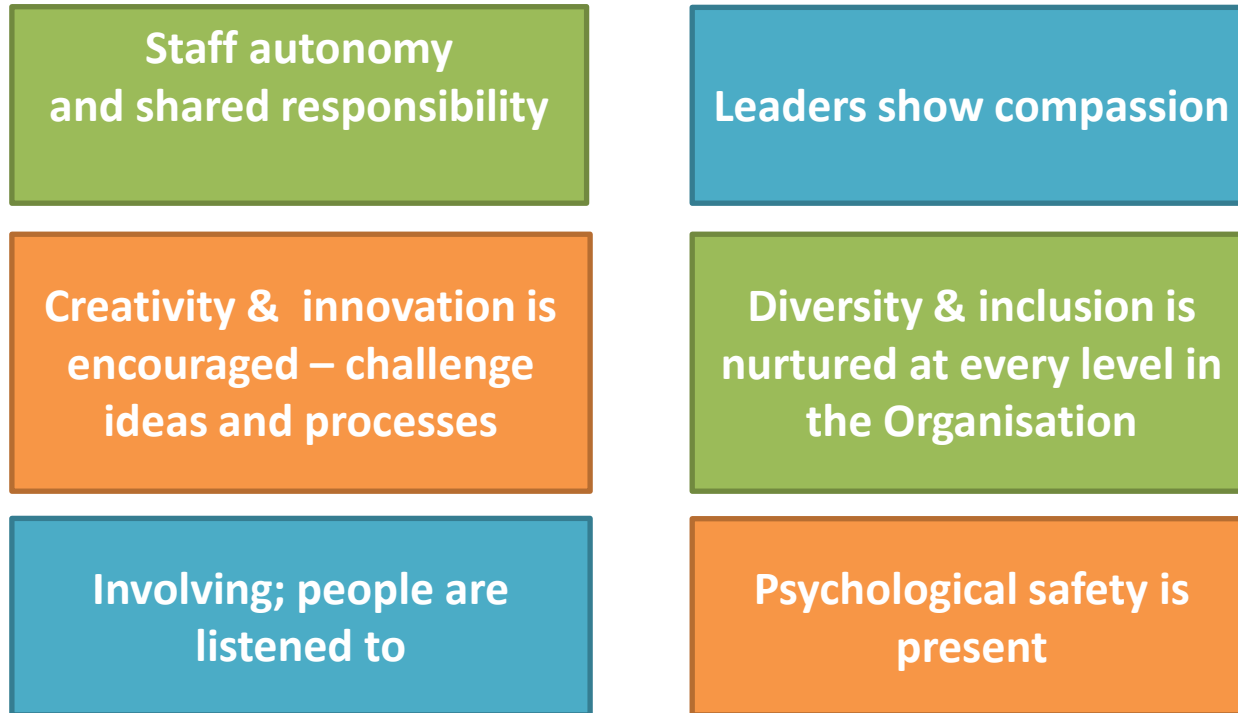 Staff autonomy
and shared responsibility
Leaders show compassion
Creativity &  innovation is
encouraged – challenge
ideas and processes
Diversity & inclusion is
nurtured at every level in
the Organisation
Involving; people are
listened to
Psychological safety is
present